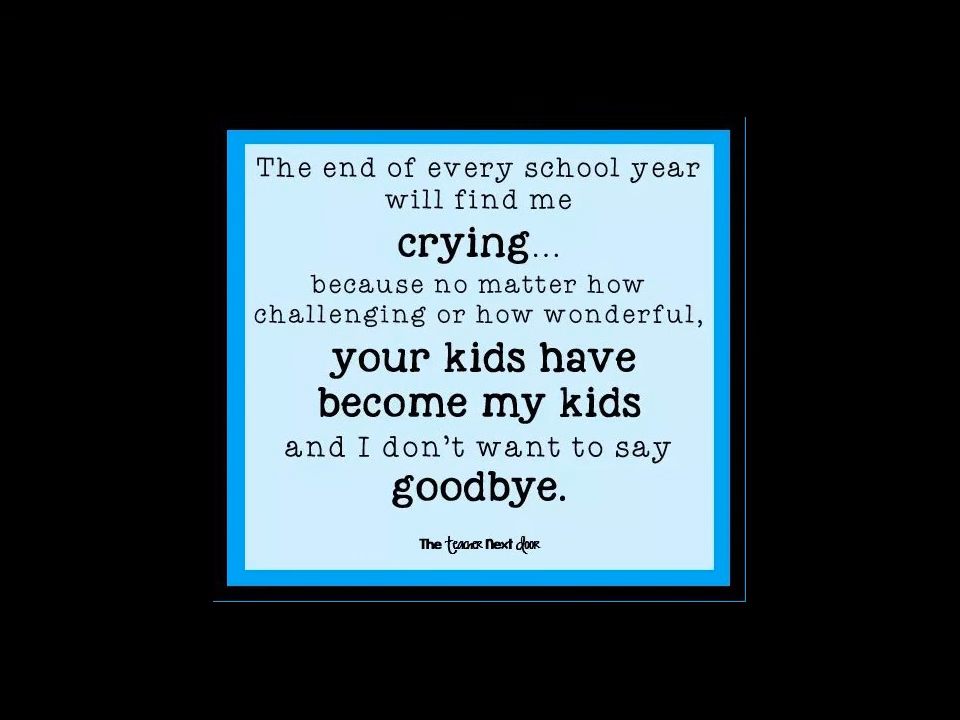 The end of every school year
will find me
crying...
because no matter how
challenging or how wonderful,
your kids have
become my kids
and I don't want to say
goodbye.
The Teacher Next Door